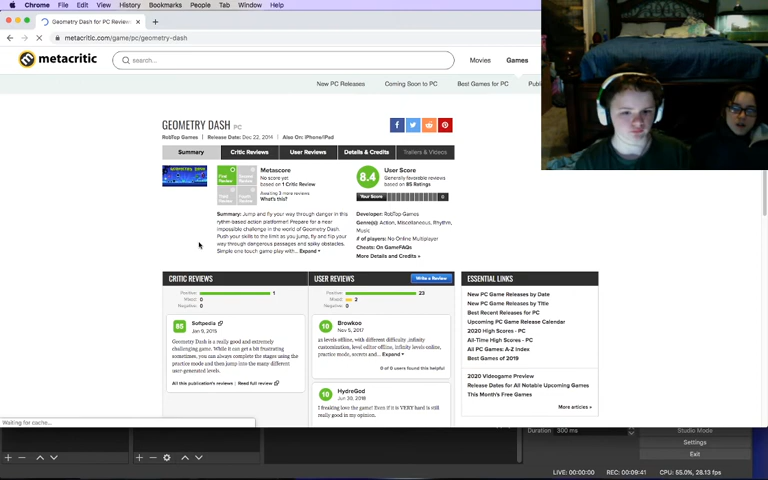 Chrome File Edit View History Bookmarks People Tab Window Help
Geometry Dash for PC Review
metacritic.com/game/pc/geometry-dash
metacritic
search...
Movies
Games
New PC Releases
Coming Soon to PC
Best Games for PC
GEOMETRY DASH PC
RobTop Games | Release Date: Dec 22, 2014 | Also On: iPhone/iPad
Summary
Critic Reviews
User Reviews
Details & Credits
Trailers & Videos
Metascore
No score yet
based on 1 Critic Review
Awaiting 3 more reviews
What's this?
8.4
User Score
Generally favorable reviews
based on 85 Ratings
Your Score
0
Summary: Jump and fly your way through danger in this
rhythm-based action platformer! Prepare for a near
impossible challenge in the world of Geometry Dash.
Push your skills to the limit as you jump, fly and flip your
way through dangerous passages and spiky obstacles.
Simple one touch game play with... Expand
Developer: RobTop Games
Genre(s): Action, Miscellaneous, Rhythm,
Music
# of players: No Online Multiplayer
Cheats: On GameFAQs
More Details and Credits »
CRITIC REVIEWS
Positive: 1
Mixed: 0
Negative: 0
85
Softpedia
Jan 9, 2015
Geometry Dash is a really good and extremely
challenging game. While it can get a bit frustrating
sometimes, you can always complete the stages using the
practice mode and then jump into the many different
user-generated levels.
All this publication's reviews | Read full review
USER REVIEWS
Write a Review
Positive: 23
Mixed: 2
Negative: 0
10
Browkoo
Nov 5, 2017
as levels offline, with different difficulty ,infinity
customization, level editor offline, infinity levels online,
practice mode, secrets and... Expand
0 of 0 users found this helpful
10
HydreGod
Jun 30, 2018
I freaking love the game! Even if it is VERY hard is still
really good in my opinion.
ESSENTIAL LINKS
New PC Game Releases by Date
New PC Game Releases by Title
Best Recent Releases for PC
Upcoming PC Game Release Calendar
2020 High Scores - PC
All-Time High Scores - PC
All PC Games: A-Z Index
Best Games of 2019
2020 Videogame Preview
Release Dates for All Notable Upcoming Games
This Month's Free Games
More articles »
Waiting for cache...
Duration 300 ms
Studio Mode
Settings
Exit
LIVE: 00:00:00 REC: 00:09:41 CPU: 55.0%, 28.13 fps